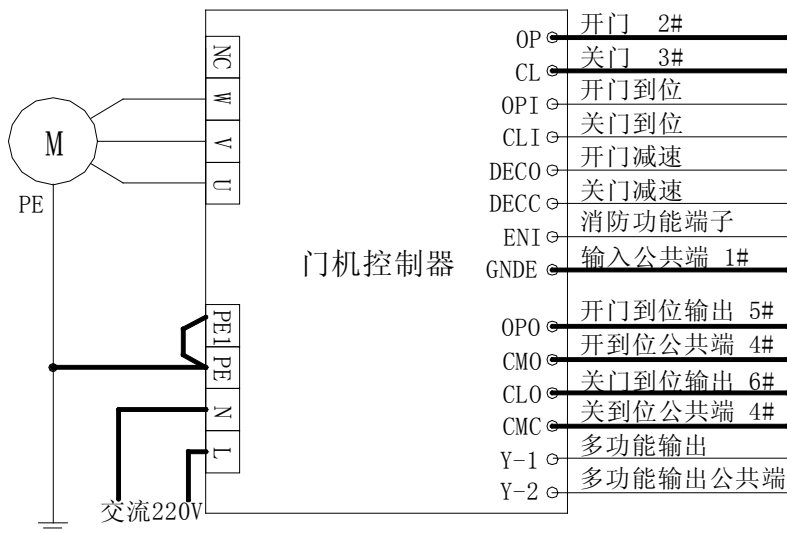 NC
W
V
U
M
PE
PE1
PE
N
L
交流220V
门机控制器
OP 开门 2#
CL 关门 3#
OPI 开门到位
CLI 关门到位
DECO 开门减速
DECC 关门减速
ENI 消防功能端子
GNDE 输入公共端 1#
OPO 开门到位输出 5#
CMO 开到位公共端 4#
CLO 关门到位输出 6#
CMC 关到位公共端 4#
Y-1 多功能输出
Y-2 多功能输出公共端